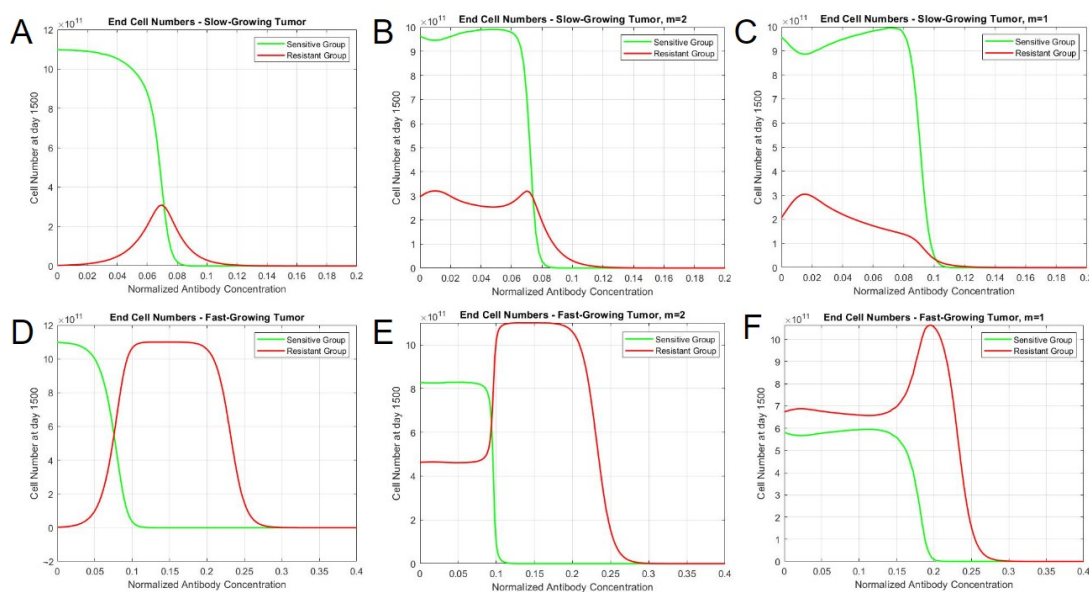 A
End Cell Numbers - Slow-Growing Tumor
×10¹¹
12
10
8
6
4
2
0
Cell Number at day 1500
Sensitive Group
Resistant Group
0 0.02 0.04 0.06 0.08 0.1 0.12 0.14 0.16 0.18 0.2
Normalized Antibody Concentration
B
End Cell Numbers - Slow-Growing Tumor, m=2
×10¹¹
10
9
8
7
6
5
4
3
2
1
0
Cell Number at day 1500
Sensitive Group
Resistant Group
0 0.02 0.04 0.06 0.08 0.1 0.12 0.14 0.16 0.18 0.2
Normalized Antibody Concentration
C
End Cell Numbers - Slow-Growing Tumor, m=1
×10¹¹
10
9
8
7
6
5
4
3
2
1
0
Cell Number at day 1500
Sensitive Group
Resistant Group
0 0.02 0.04 0.06 0.08 0.1 0.12 0.14 0.16 0.18 0.2
Normalized Antibody Concentration
D
End Cell Numbers - Fast-Growing Tumor
×10¹¹
12
10
8
6
4
2
0
−2
Cell Number at day 1500
Sensitive Group
Resistant Group
0 0.05 0.1 0.15 0.2 0.25 0.3 0.35 0.4
Normalized Antibody Concentration
E
End Cell Numbers - Fast-Growing Tumor, m=2
×10¹¹
10
8
6
4
2
0
Cell Number at day 1500
Sensitive Group
Resistant Group
0 0.05 0.1 0.15 0.2 0.25 0.3 0.35 0.4
Normalized Antibody Concentration
F
End Cell Numbers - Fast-Growing Tumor, m=1
×10¹¹
10
9
8
7
6
5
4
3
2
1
0
Cell Number at day 1500
Sensitive Group
Resistant Group
0 0.05 0.1 0.15 0.2 0.25 0.3 0.35 0.4
Normalized Antibody Concentration